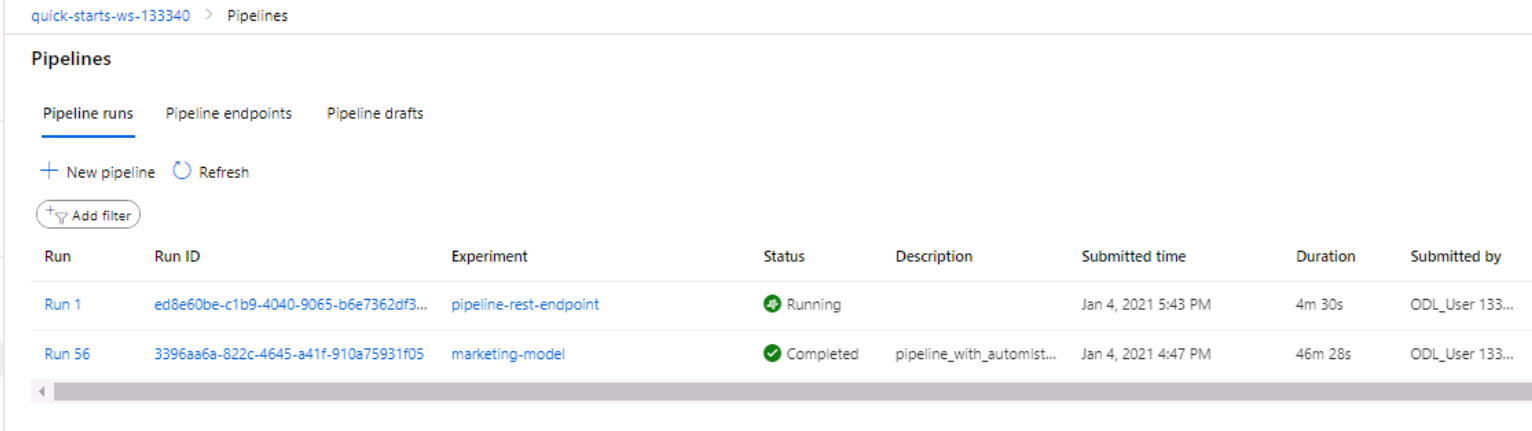 quick-starts-ws-133340 > Pipelines
Pipelines
Pipeline runs Pipeline endpoints Pipeline drafts
+ New pipeline Refresh
Add filter
Run Run ID Experiment Status Description Submitted time Duration Submitted by
Run 1 ed8e60be-c1b9-4040-9065-b6e7362df3... pipeline-rest-endpoint Running Jan 4, 2021 5:43 PM 4m 30s ODL_User 133...
Run 56 3396aa6a-822c-4645-a41f-910a75931f05 marketing-model Completed pipeline_with_automlst... Jan 4, 2021 4:47 PM 46m 28s ODL_User 133...